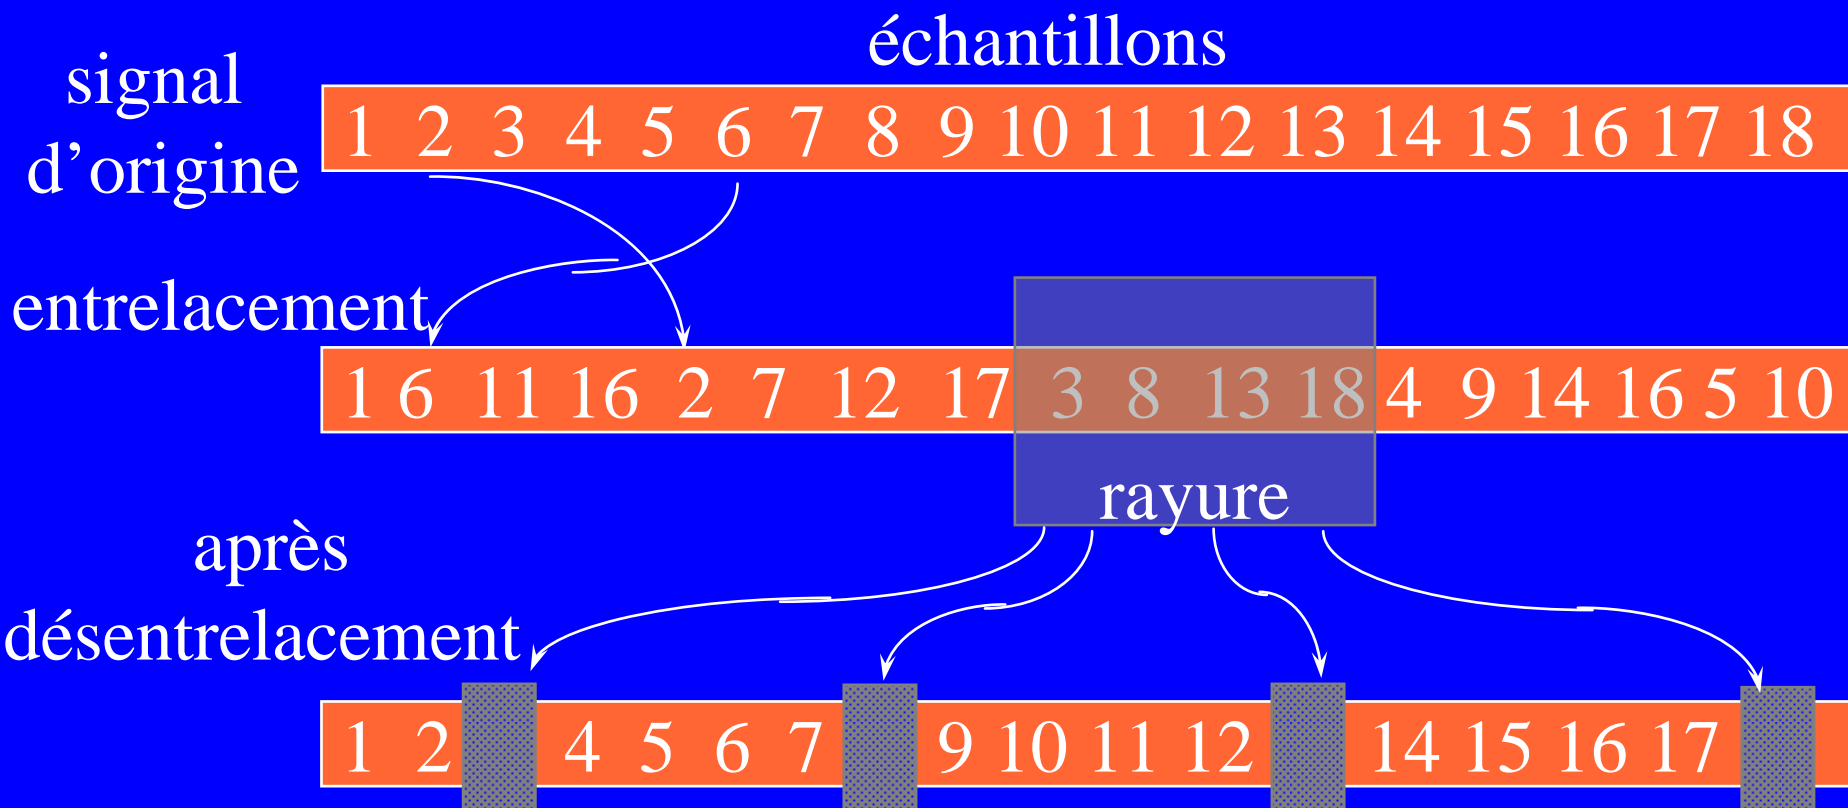 échantillons
signal
d’origine
1 2 3 4 5 6 7 8 9 10 11 12 13 14 15 16 17 18
entrelacement
1 6 11 16 2 7 12 17 3 8 13 18 4 9 14 16 5 10
rayure
après
désentrelacement
1 2 4 5 6 7 9 10 11 12 14 15 16 17